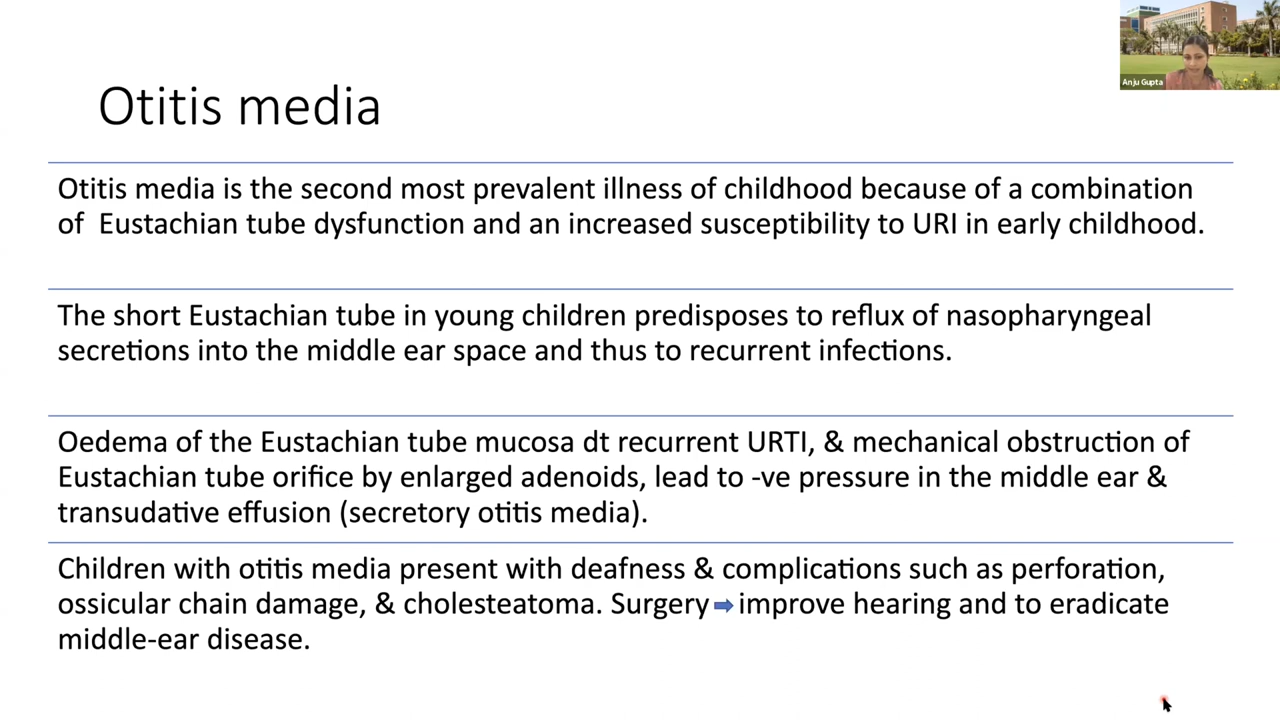 Anju Gupta
Otitis media
Otitis media is the second most prevalent illness of childhood because of a combination
of Eustachian tube dysfunction and an increased susceptibility to URI in early childhood.
The short Eustachian tube in young children predisposes to reflux of nasopharyngeal
secretions into the middle ear space and thus to recurrent infections.
Oedema of the Eustachian tube mucosa dt recurrent URTI, & mechanical obstruction of
Eustachian tube orifice by enlarged adenoids, lead to -ve pressure in the middle ear &
transudative effusion (secretory otitis media).
Children with otitis media present with deafness & complications such as perforation,
ossicular chain damage, & cholesteatoma. Surgery ➡ improve hearing and to eradicate
middle-ear disease.